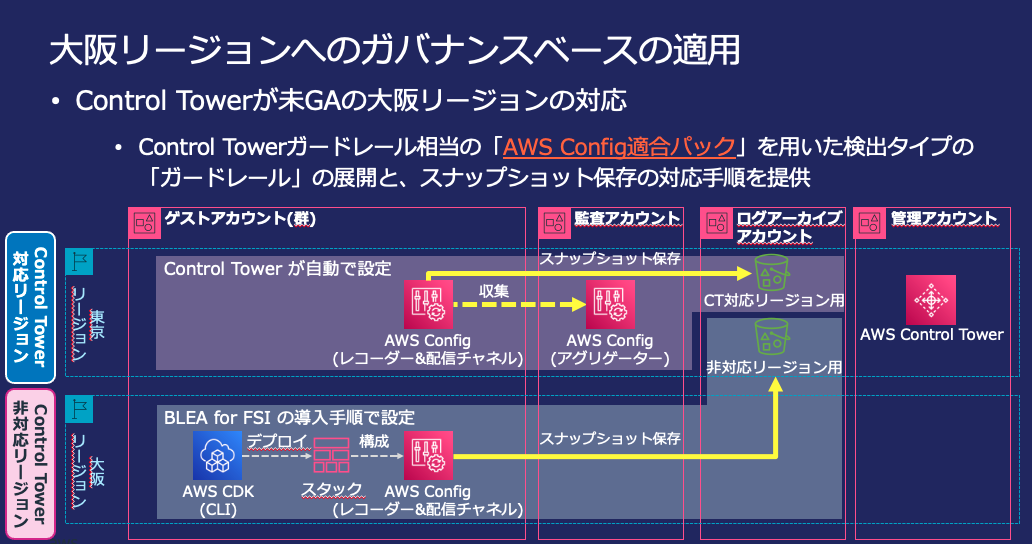 大阪リージョンへのガバナンスベースの適用
• Control Towerが未GAの大阪リージョンの対応
• Control Towerガードレール相当の「AWS Config適合パック」を用いた検出タイプの
「ガードレール」の展開と、スナップショット保存の対応手順を提供
ゲストアカウント(群)
監査アカウント
ログアーカイブ
アカウント
管理アカウント
Control Tower
対応リージョン
東京
リージョン
Control Tower が自動で設定
スナップショット保存
収集
AWS Config
(レコーダー&配信チャネル)
AWS Config
(アグリゲーター)
CT対応リージョン用
非対応リージョン用
AWS Control Tower
Control Tower
非対応リージョン
大阪
リージョン
BLEA for FSI の導入手順で設定
デプロイ
構成
スナップショット保存
AWS CDK
(CLI)
スタック
AWS Config
(レコーダー&配信チャネル)